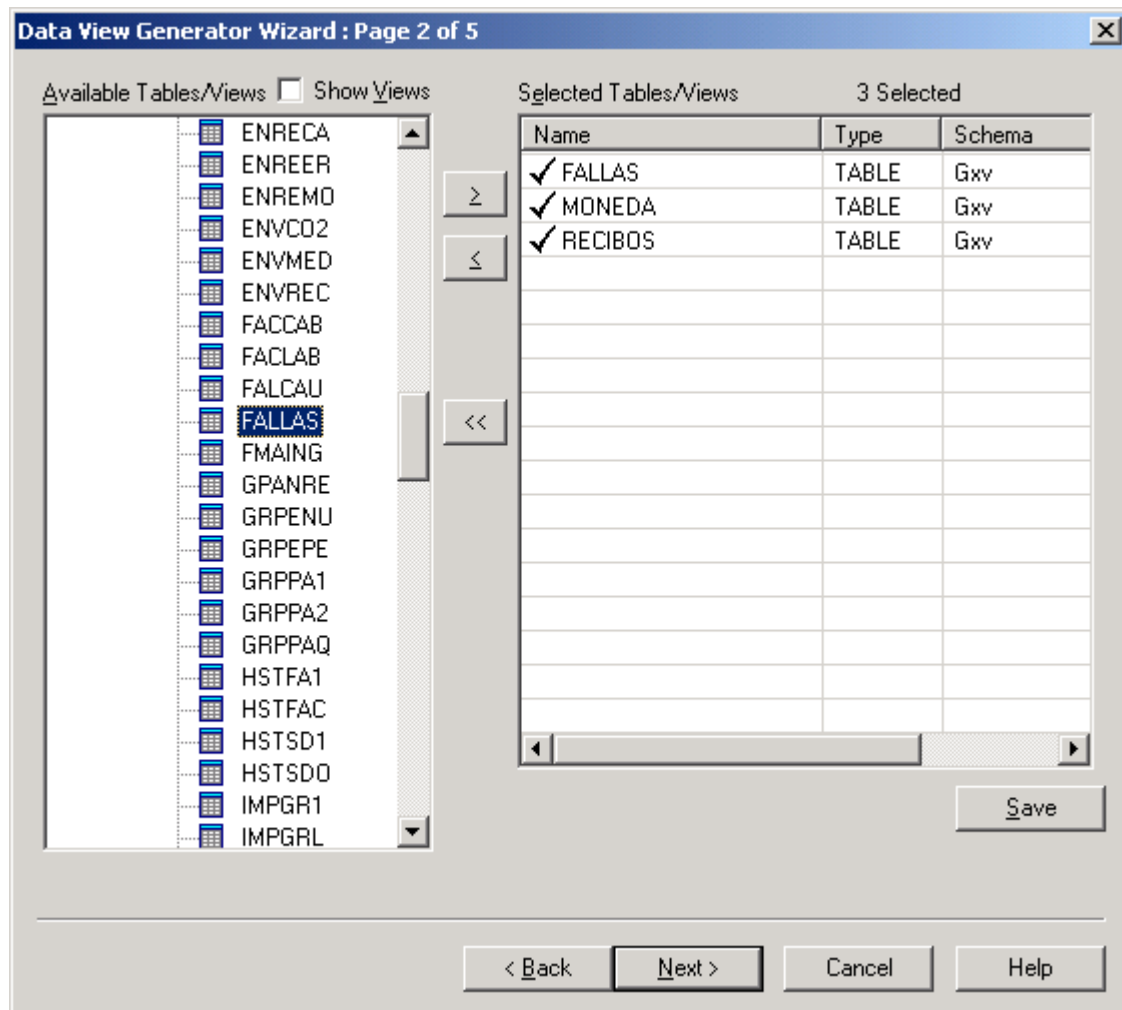 Data View Generator Wizard : Page 2 of 5
Available Tables/Views Show Views
ENRECA
ENREER
ENREMO
ENVCO2
ENVMED
ENVREC
FACCAB
FACLAB
FALCAU
FALLAS
FMAING
GPANRE
GRPENU
GRPEPE
GRPPA1
GRPPA2
GRPPAQ
HSTFA1
HSTFAC
HSTSD1
HSTSDO
IMPGR1
IMPGRL
≥
≤
<<
Selected Tables/Views 3 Selected
Name Type Schema
FALLAS TABLE Gxv
MONEDA TABLE Gxv
RECIBOS TABLE Gxv
Save
< Back Next > Cancel Help